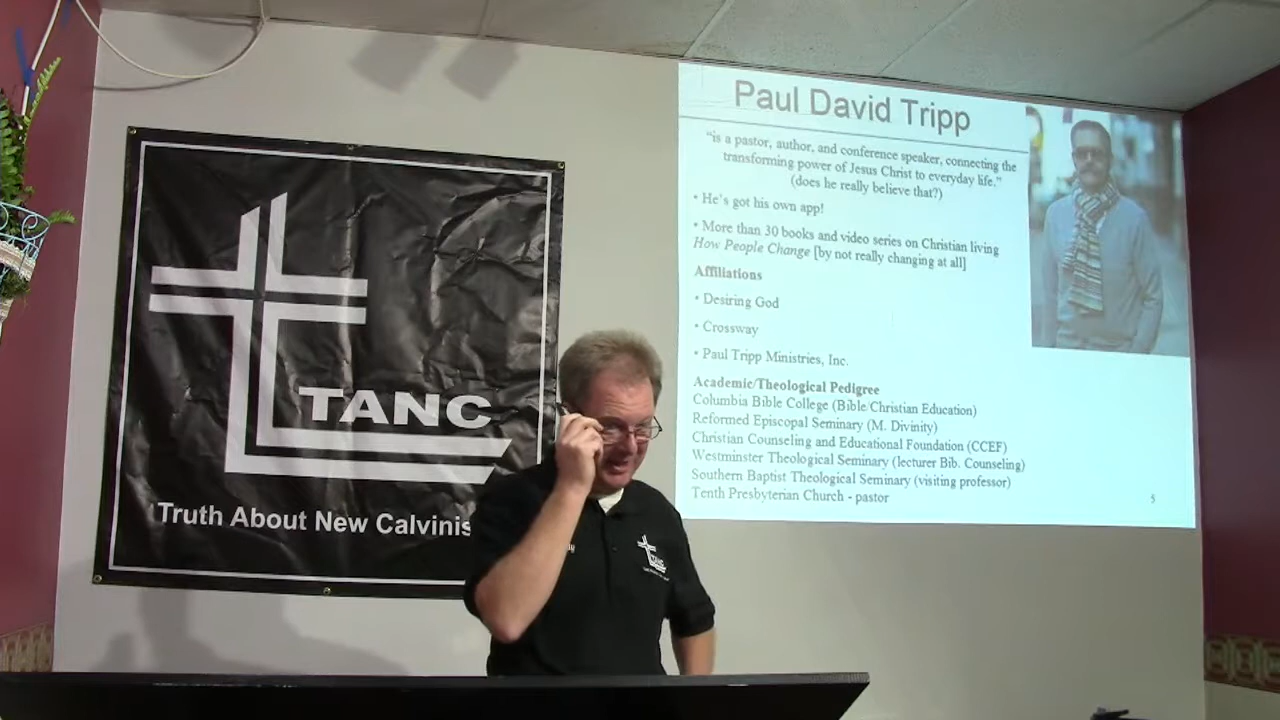 TANC
Truth About New Calvinis
TANC
Paul David Tripp
"is a pastor, author, and conference speaker, connecting the
transforming power of Jesus Christ to everyday life."
(does he really believe that?)
• He's got his own app!
• More than 30 books and video series on Christian living
How People Change [by not really changing at all]
Affiliations
• Desiring God
• Crossway
• Paul Tripp Ministries, Inc.
Academic/Theological Pedigree
Columbia Bible College (Bible/Christian Education)
Reformed Episcopal Seminary (M. Divinity)
Christian Counseling and Educational Foundation (CCEF)
Westminster Theological Seminary (lecturer Bib. Counseling)
Southern Baptist Theological Seminary (visiting professor)
Tenth Presbyterian Church - pastor
5